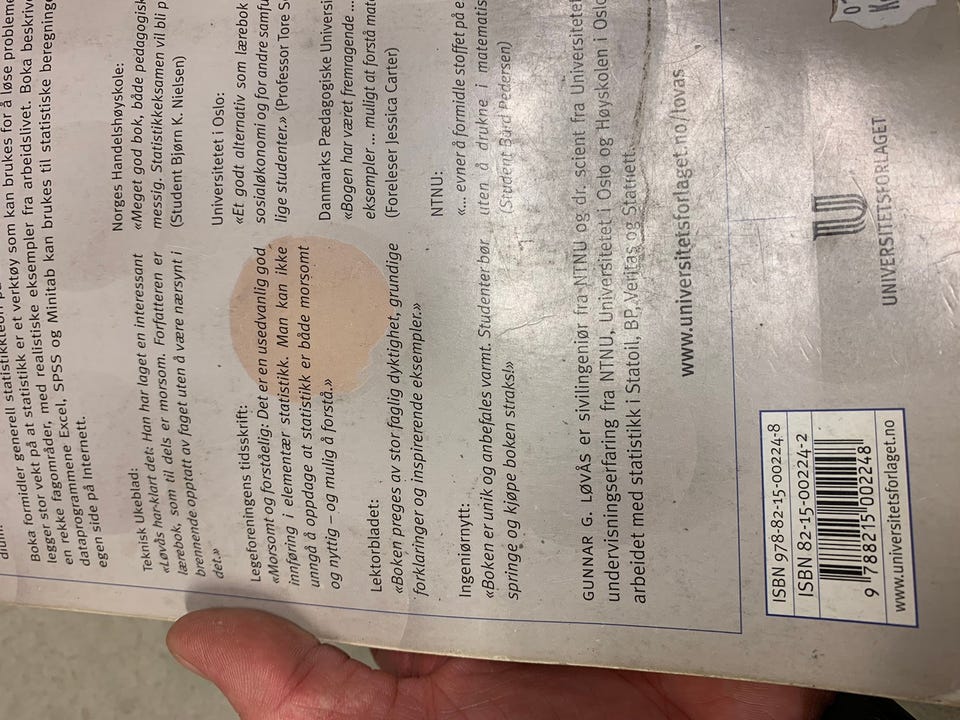 dium.
Boka formidler generell statistikkteori på
legger stor vekt på at statistikk er et verktøy som kan brukes for å løse probleme
en rekke fagområder, med realistiske eksempler fra arbeidslivet. Boka beskrive
dataprogrammene Excel, SPSS og Minitab kan brukes til statistiske beregninge
egen side på Internett.
Teknisk Ukeblad:
«Løvås har klart det: Han har laget en interessant
lærebok, som til dels er morsom. Forfatteren er
brennende opptatt av faget uten å være nærsynt i
det.»
Legeforeningens tidsskrift:
«Morsomt og forståelig: Det er en usedvanlig god
innføring i elementær statistikk. Man kan ikke
unngå å oppdage at statistikk er både morsomt
og nyttig – og mulig å forstå.»
Lektorbladet:
«Boken preges av stor faglig dyktighet, grundige
forklaringer og inspirerende eksempler.»
Ingeniørnytt:
«Boken er unik og anbefales varmt. Studenter bør
springe og kjøpe boken straks!»
Norges Handelshøyskole:
«Meget god bok, både pedagogisk
messig. Statistikkeksamen vil bli p
(Student Bjørn K. Nielsen)
Universitetet i Oslo:
«Et godt alternativ som lærebok
sosialøkonomi og for andre samfu
lige studenter.» (Professor Tore S
Danmarks Pædagogiske Universi
«Bogen har været fremragende ...
eksempler ... muligt at forstå mat
(Foreleser Jessica Carter)
NTNU:
«... evner å formidle stoffet på e
uten å drukne i matematis
(Student Bård Pedersen)
GUNNAR G. LØVÅS er sivilingeniør fra NTNU og dr. scient fra Universitetet
undervisningserfaring fra NTNU, Universitetet i Oslo og Høyskolen i Oslo
arbeidet med statistikk i Statoil, BP, Veritas og Statnett.
www.universitetsforlaget.no/lovas
ISBN 978-82-15-00224-8
ISBN 82-15-00224-2
9 788215 002248
www.universitetsforlaget.no
UNIVERSITETSFORLAGET